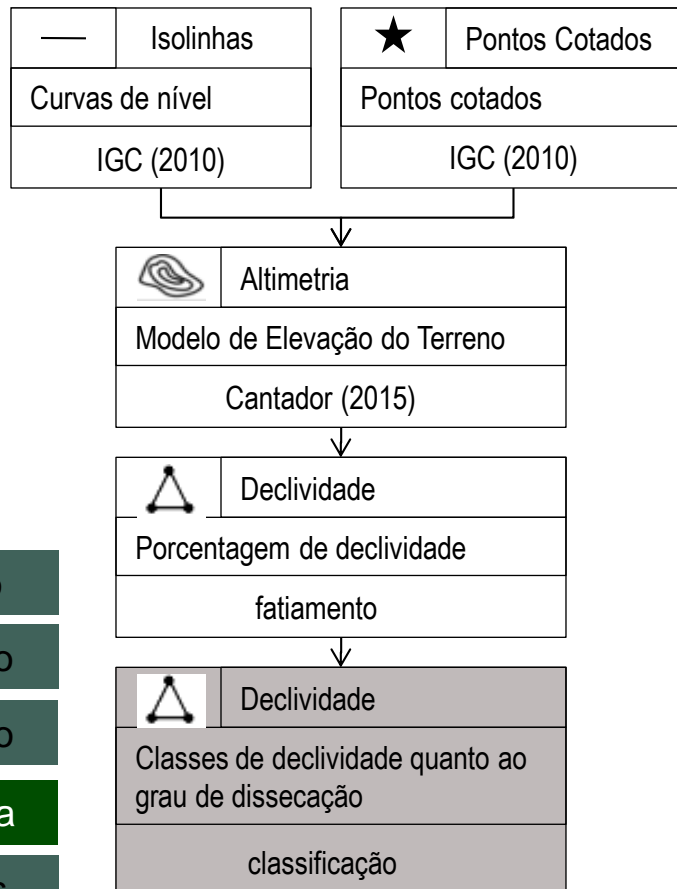 Isolinhas
Curvas de nível
IGC (2010)
Pontos Cotados
Pontos cotados
IGC (2010)
Altimetria
Modelo de Elevação do Terreno
Cantador (2015)
Declividade
Porcentagem de declividade
fatiamento
Declividade
Classes de declividade quanto ao
grau de dissecação
classificação